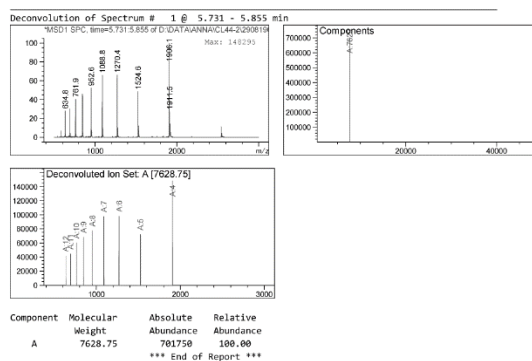 Deconvolution of Spectrum # 1 @ 5.731 - 5.855 min
*MSD1 SPC, time=5.731:5.855 of D:\DATA\ANNA\CL44-2\290819
Max: 148295
100
80
60
40
20
0
634.8
761.9
952.6
1088.8
1270.4
1524.6
1906.1
1911.5
1000
2000
m/z
Components
700000
600000
500000
400000
300000
200000
100000
20000
40000
Deconvoluted Ion Set: A [7628.75]
140000
120000
100000
80000
60000
40000
20000
0
A:12
A:11
A:10
A:9
A:8
A:7
A:6
A:5
A:4
1000
2000
3000
Component Molecular Absolute Relative
Weight Abundance Abundance
A 7628.75 701750 100.00
*** End of Report ***